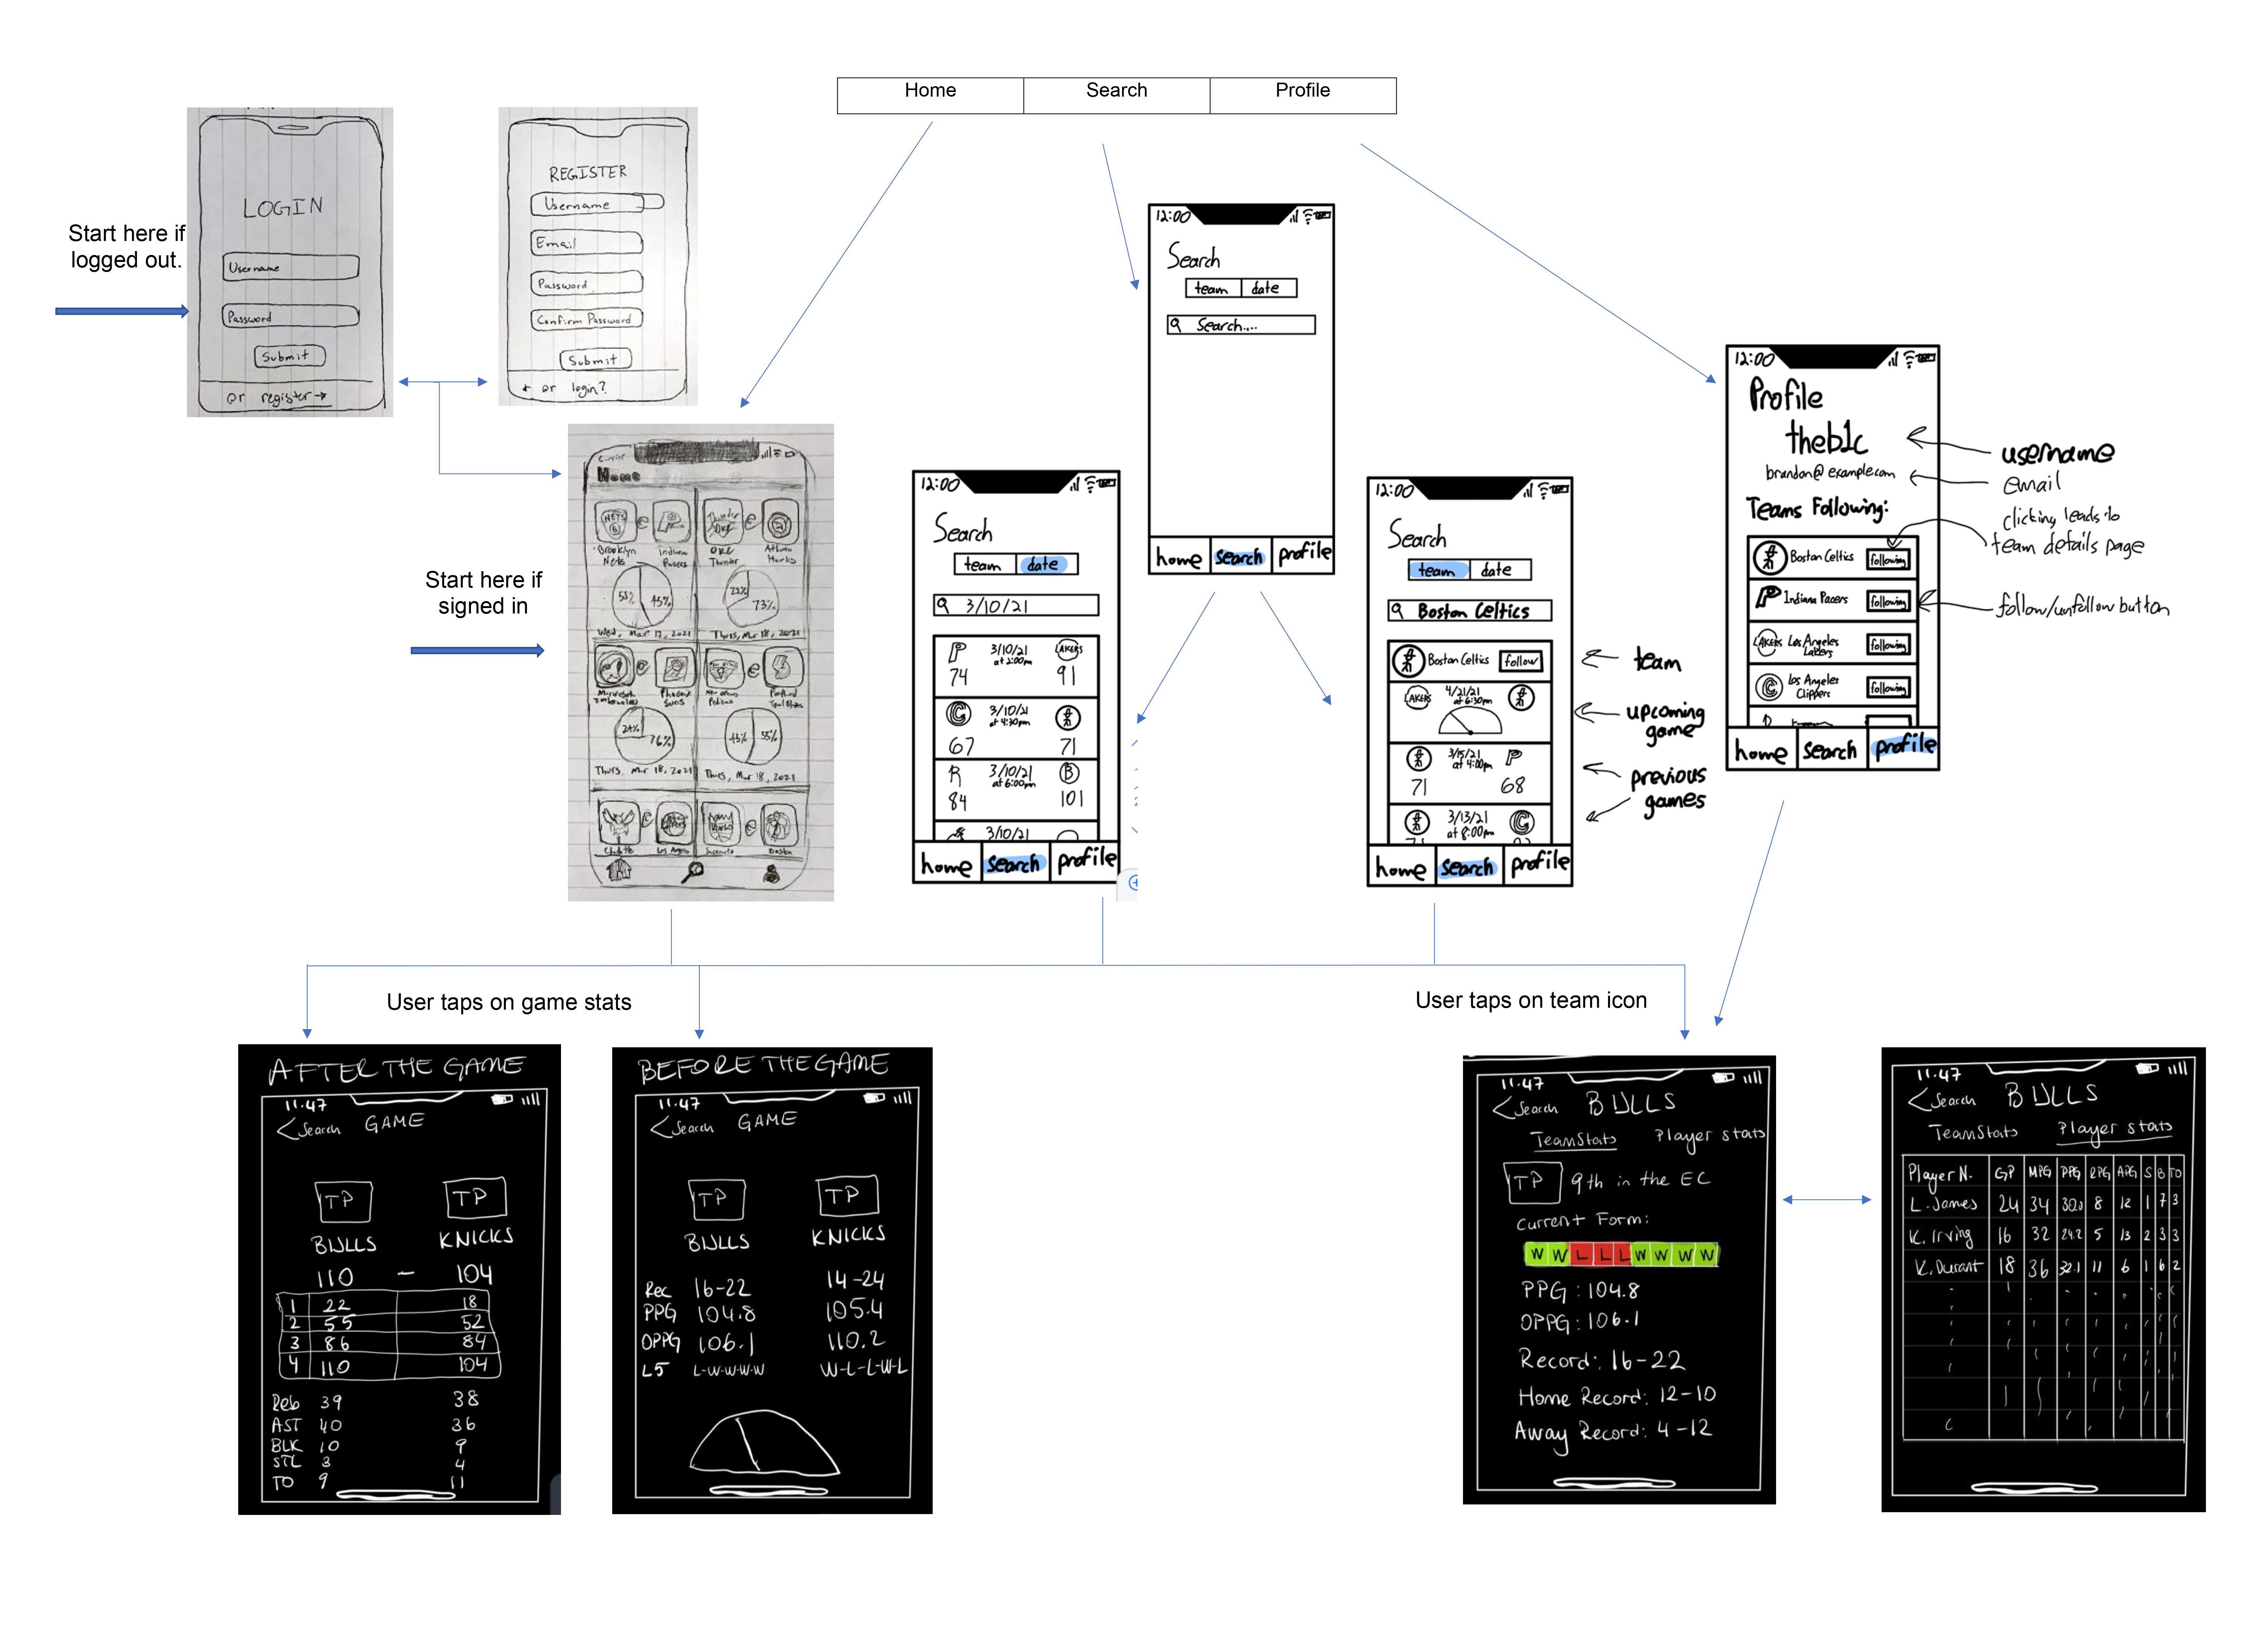 Home Search Profile
Start here if
logged out.
LOGIN
Username
Password
Submit
or register →
REGISTER
Username
Email
Password
Confirm Password
Submit
← or login?
Start here if
signed in
Home
NETS
Brooklyn Nets
Indiana Pacers
Thunder OKC
OKC Thunder
Atlanta Hawks
55% 45%
73%
Wed, Mar 17, 2021
Thurs, Mar 18, 2021
Phoenix Suns
24% 76%
45% 55%
Thurs, Mar 18, 2021
Thurs, Mar 18, 2021
Los Angeles
Boston
12:00
Search
team date
Search....
home search profile
12:00
Search
team date
3/10/21
P 3/10/21 at 2:00pm LAKERS
74 91
C 3/10/21 at 4:30pm
67 71
R 3/10/21 at 6:00pm B
84 101
3/10/21
home search profile
12:00
Search
team date
Boston Celtics
Boston Celtics follow
LAKERS 4/21/21 at 6:30pm
3/15/21 at 4:00pm P
71 68
3/13/21 at 8:00pm C
home search profile
← team
← upcoming game
← previous games
12:00
Profile
theb1c
brandon@example.com
Teams Following:
Boston Celtics following
P Indiana Pacers following
LAKERS Los Angeles Lakers following
C Los Angeles Clippers following
home search profile
username
email
clicking leads to
team details page
follow/unfollow button
User taps on game stats
User taps on team icon
AFTER THE GAME
11.47
< Search GAME
TP TP
BULLS KNICKS
110 - 104
1 22 18
2 55 52
3 86 84
4 110 104
Reb 39 38
AST 40 36
BLK 10 9
STL 3 4
TO 9 11
BEFORE THE GAME
11.47
< Search GAME
TP TP
BULLS KNICKS
Rec 16-22 14-24
PPG 104.8 105.4
OPPG 106.1 110.2
L5 L-W-W-W-W W-L-L-W-L
11.47
< Search BULLS
TeamStats Player stats
TP 9th in the EC
Current Form:
W W L L L W W W W
PPG: 104.8
OPPG: 106.1
Record: 16-22
Home Record: 12-10
Away Record: 4-12
11.47
< Search BULLS
TeamStats Player stats
Player N. GP MPG PPG RPG APG S B TO
L. James 24 34 30.0 8 12 1 7 3
K. Irving 16 32 24.2 5 13 2 3 3
K. Durant 18 36 32.1 11 6 1 6 2